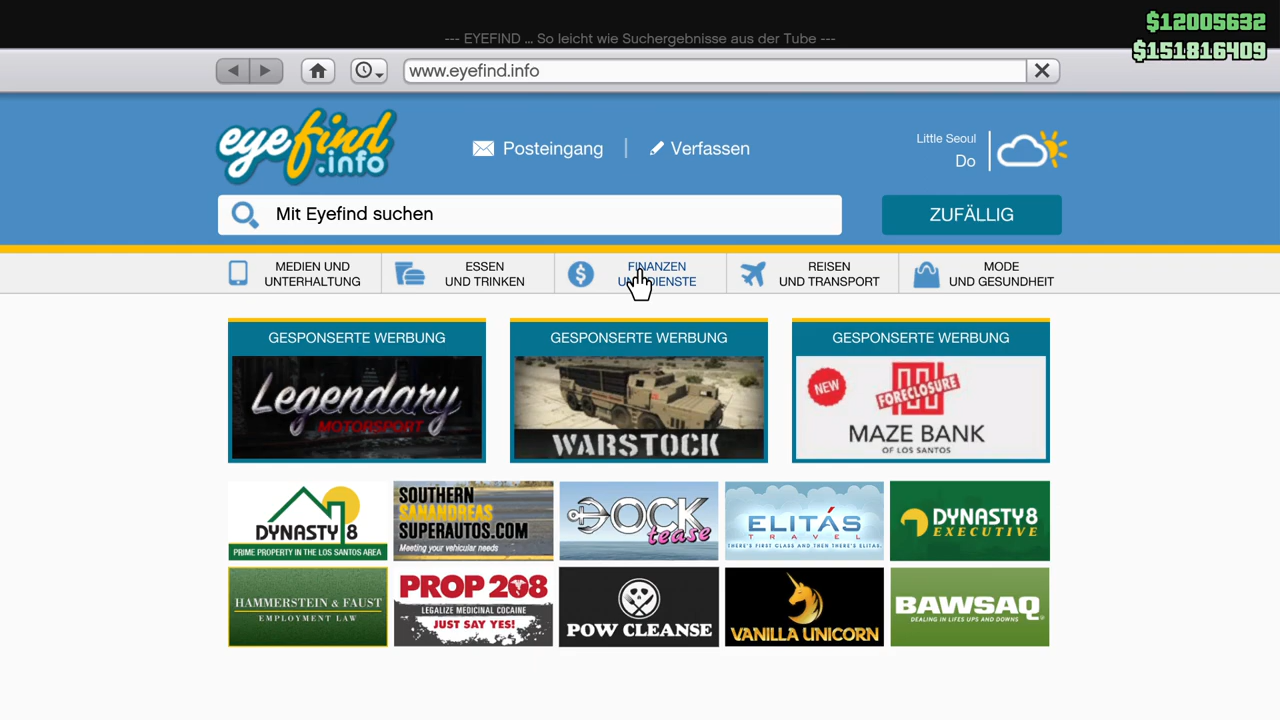 $12005632
--- EYEFIND ... So leicht wie Suchergebnisse aus der Tube ---
$151816409
www.eyefind.info
eyefind
.info
Posteingang | Verfassen
Little Seoul
Do
Mit Eyefind suchen
ZUFÄLLIG
MEDIEN UND
UNTERHALTUNG
ESSEN
UND TRINKEN
FINANZEN
UND DIENSTE
REISEN
UND TRANSPORT
MODE
UND GESUNDHEIT
GESPONSERTE WERBUNG
Legendary
MOTORSPORT
GESPONSERTE WERBUNG
WARSTOCK
GESPONSERTE WERBUNG
NEW
FORECLOSURE
MAZE BANK
OF LOS SANTOS
DYNASTY 8
PRIME PROPERTY IN THE LOS SANTOS AREA
SOUTHERN
SANANDREAS
SUPERAUTOS.COM
Meeting your vehicular needs
DOCK
tease
ELITÁS
TRAVEL
THERE'S FIRST CLASS AND THEN THERE'S ELITAS.
DYNASTY 8
EXECUTIVE
HAMMERSTEIN & FAUST
EMPLOYMENT LAW
PROP 208
LEGALIZE MEDICINAL COCAINE
JUST SAY YES!
POW CLEANSE
VANILLA UNICORN
BAWSAQ
DEALING IN LIFES UPS AND DOWNS